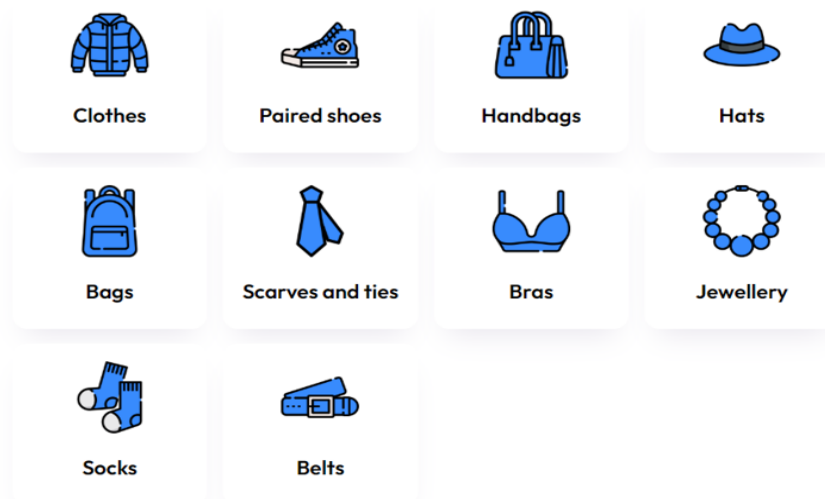 Clothes
Paired shoes
Handbags
Hats
Bags
Scarves and ties
Bras
Jewellery
Socks
Belts